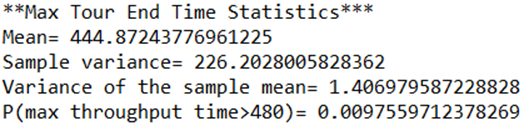 **Max Tour End Time Statistics***
Mean= 444.87243776961225
Sample variance= 226.2028005828362
Variance of the sample mean= 1.406979587228828
P(max throughput time>480)= 0.0097559712378269